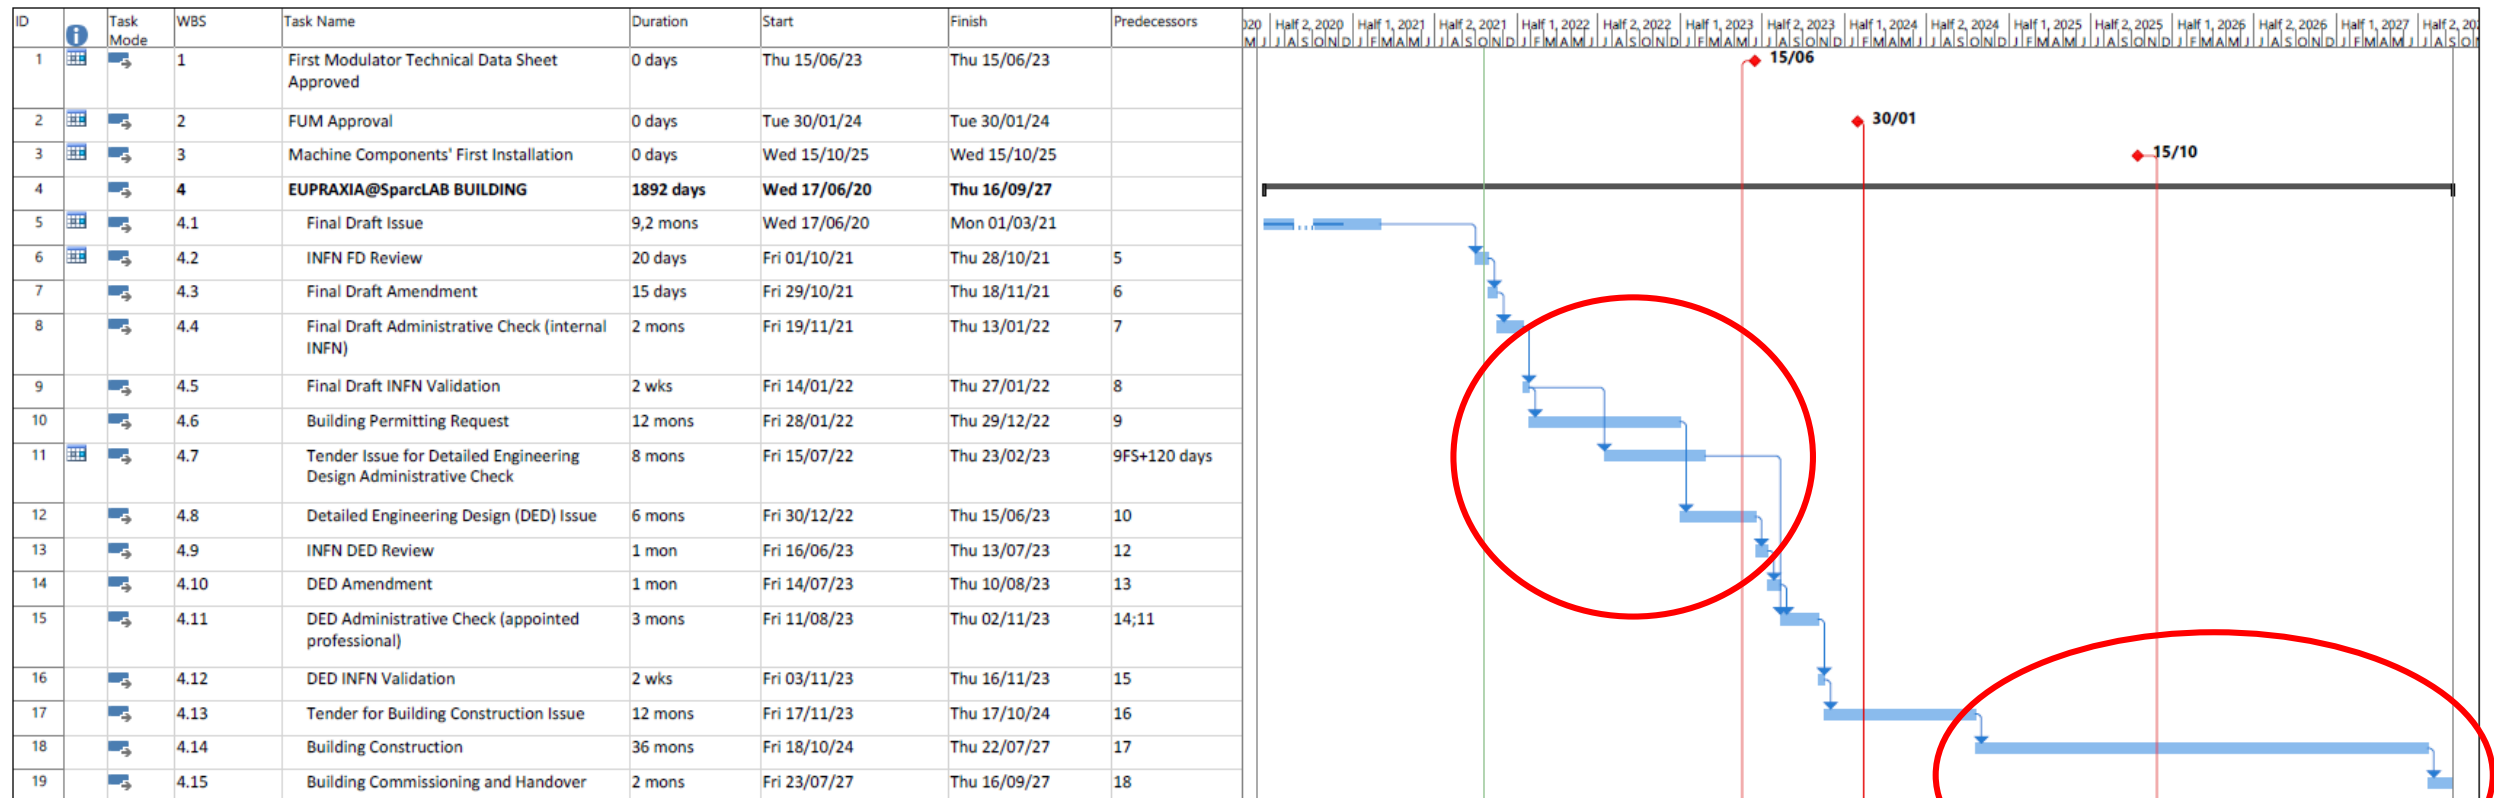 ID Task Mode WBS Task Name Duration Start Finish Predecessors
020 Half 2, 2020 Half 1, 2021 Half 2, 2021 Half 1, 2022 Half 2, 2022 Half 1, 2023 Half 2, 2023 Half 1, 2024 Half 2, 2024 Half 1, 2025 Half 2, 2025 Half 1, 2026 Half 2, 2026 Half 1, 2027 Half 2, 202
M J J A S O N D J F M A M J J A S O N D J F M A M J J A S O N D J F M A M J J A S O N D J F M A M J J A S O N D J F M A M J J A S O N D J F M A M J J A S O N D J F M A M J J A S O N
1 1 First Modulator Technical Data Sheet 0 days Thu 15/06/23 Thu 15/06/23 15/06
Approved
2 2 FUM Approval 0 days Tue 30/01/24 Tue 30/01/24 30/01
3 3 Machine Components' First Installation 0 days Wed 15/10/25 Wed 15/10/25 15/10
4 4 EUPRAXIA@SparcLAB BUILDING 1892 days Wed 17/06/20 Thu 16/09/27
5 4.1 Final Draft Issue 9,2 mons Wed 17/06/20 Mon 01/03/21
6 4.2 INFN FD Review 20 days Fri 01/10/21 Thu 28/10/21 5
7 4.3 Final Draft Amendment 15 days Fri 29/10/21 Thu 18/11/21 6
8 4.4 Final Draft Administrative Check (internal 2 mons Fri 19/11/21 Thu 13/01/22 7
INFN)
9 4.5 Final Draft INFN Validation 2 wks Fri 14/01/22 Thu 27/01/22 8
10 4.6 Building Permitting Request 12 mons Fri 28/01/22 Thu 29/12/22 9
11 4.7 Tender Issue for Detailed Engineering 8 mons Fri 15/07/22 Thu 23/02/23 9FS+120 days
Design Administrative Check
12 4.8 Detailed Engineering Design (DED) Issue 6 mons Fri 30/12/22 Thu 15/06/23 10
13 4.9 INFN DED Review 1 mon Fri 16/06/23 Thu 13/07/23 12
14 4.10 DED Amendment 1 mon Fri 14/07/23 Thu 10/08/23 13
15 4.11 DED Administrative Check (appointed 3 mons Fri 11/08/23 Thu 02/11/23 14;11
professional)
16 4.12 DED INFN Validation 2 wks Fri 03/11/23 Thu 16/11/23 15
17 4.13 Tender for Building Construction Issue 12 mons Fri 17/11/23 Thu 17/10/24 16
18 4.14 Building Construction 36 mons Fri 18/10/24 Thu 22/07/27 17
19 4.15 Building Commissioning and Handover 2 mons Fri 23/07/27 Thu 16/09/27 18